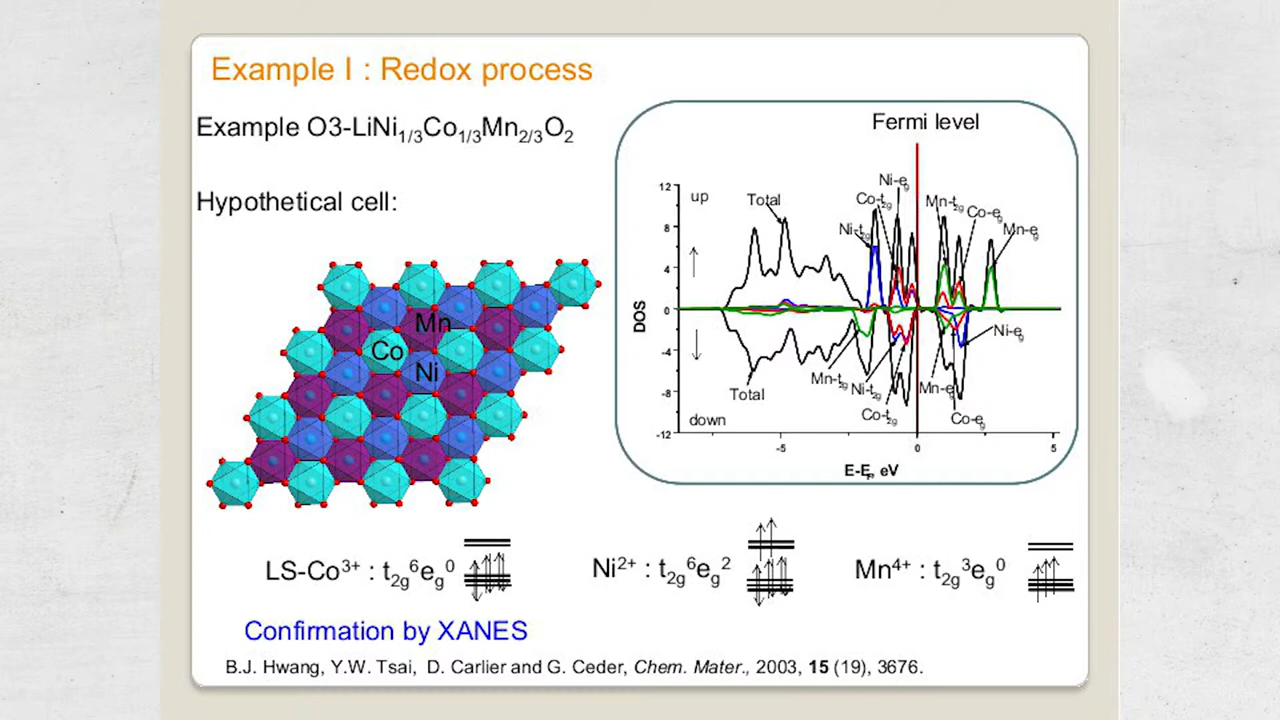 Example I : Redox process
Example O3-LiNi1/3Co1/3Mn2/3O2
Hypothetical cell:
Mn
Co
Ni
Fermi level
12
8
4
0
-4
-8
-12
DOS
up
down
Total
Ni-t2g
Co-t2g
Ni-eg
Mn-t2g
Co-eg
Mn-eg
Total
Mn-t2g
Ni-t2g
Co-t2g
Mn-eg
Co-eg
Ni-eg
-5
0
5
E-EF, eV
LS-Co3+ : t2g6eg0
Ni2+ : t2g6eg2
Mn4+ : t2g3eg0
Confirmation by XANES
B.J. Hwang, Y.W. Tsai, D. Carlier and G. Ceder, Chem. Mater., 2003, 15 (19), 3676.